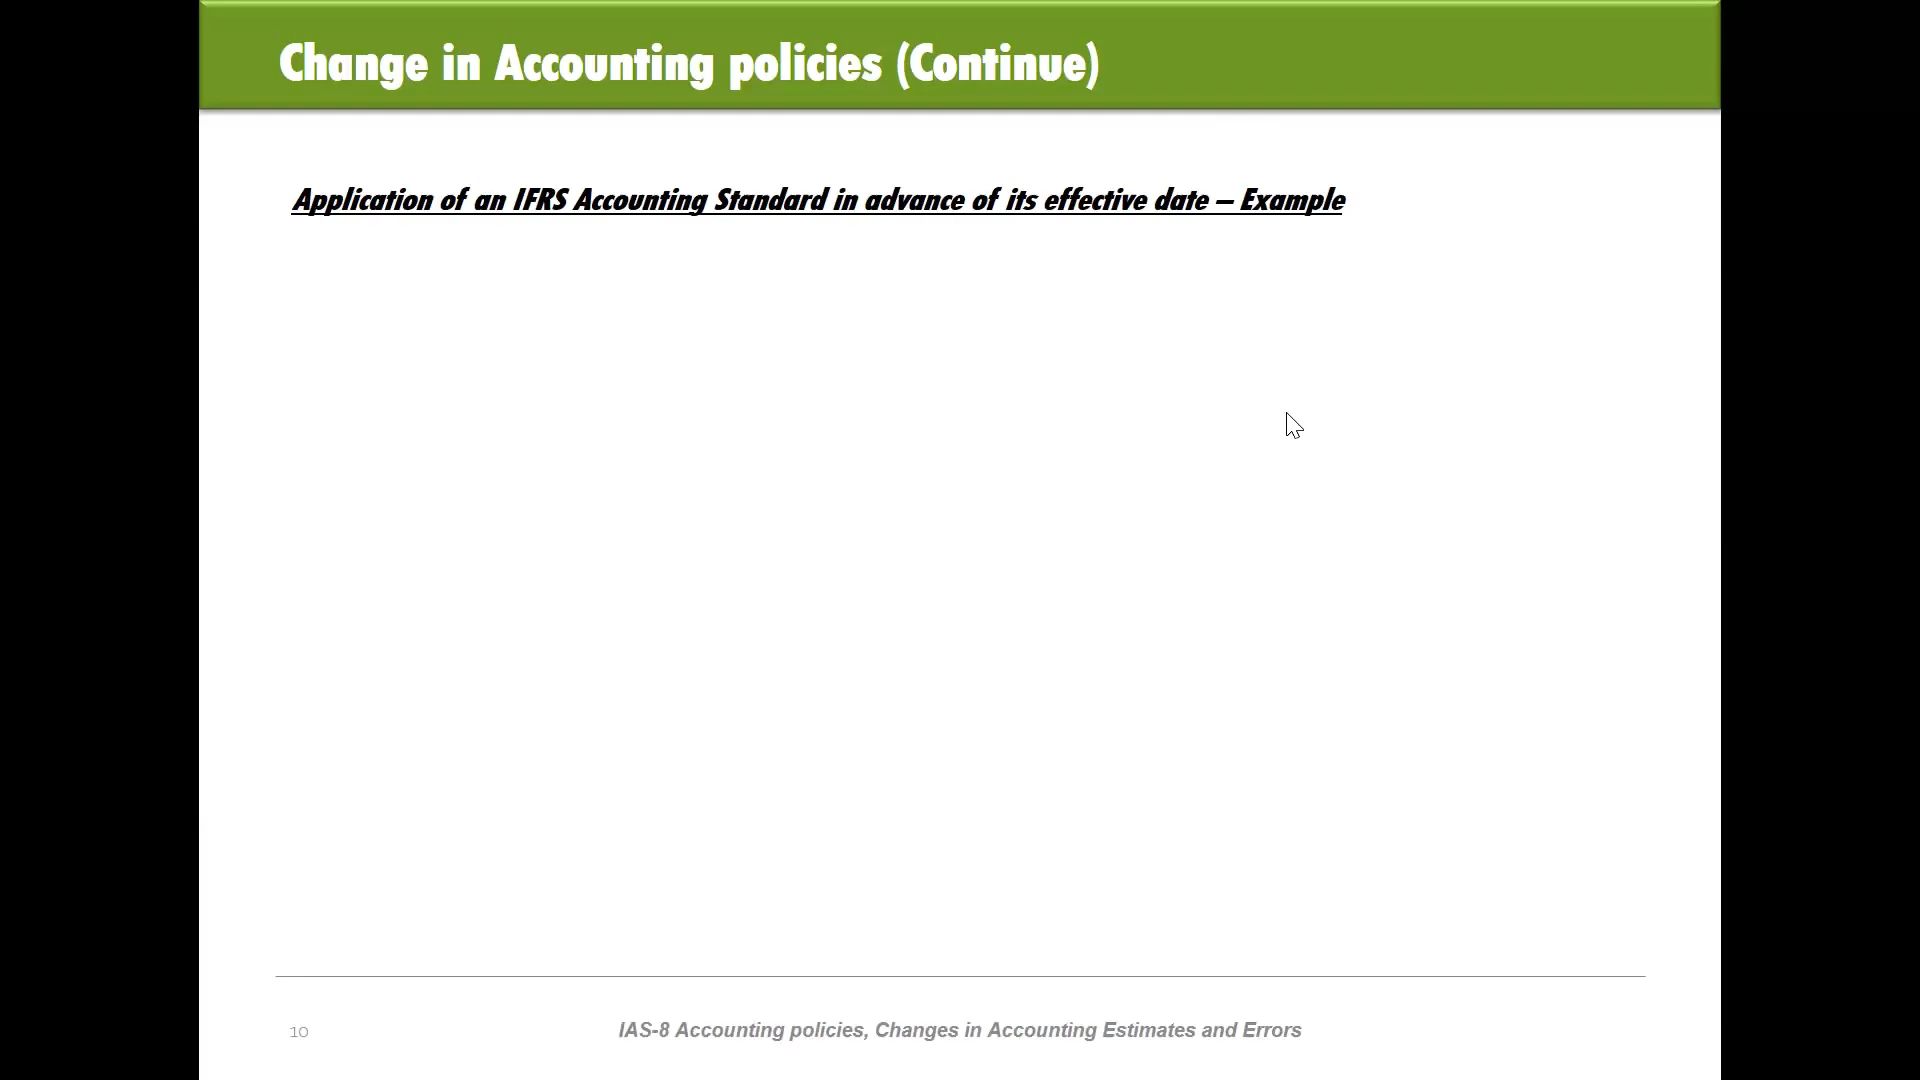 Change in Accounting policies (Continue)
Application of an IFRS Accounting Standard in advance of its effective date – Example
10
IAS-8 Accounting policies, Changes in Accounting Estimates and Errors